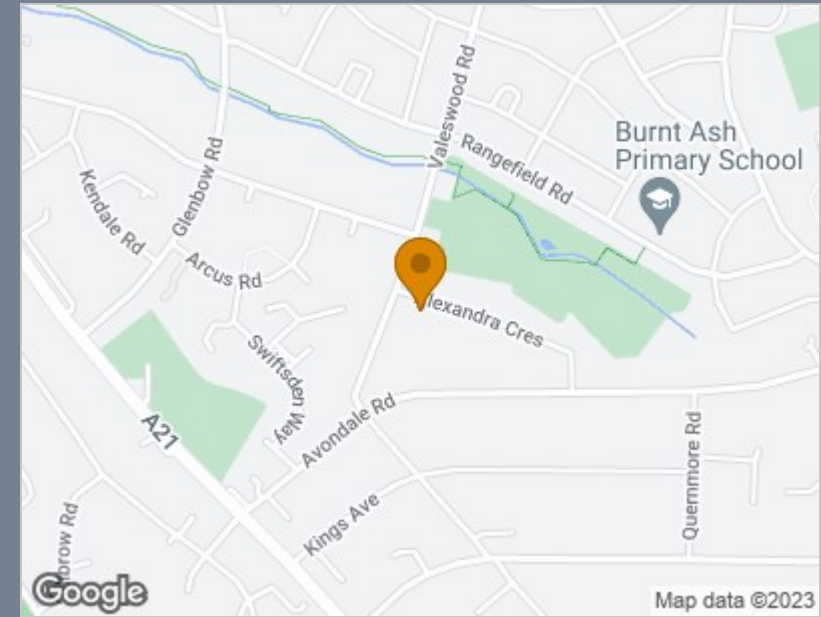 Valeswood Rd
Rangefield Rd
Burnt Ash
Primary School
Glenbow Rd
Kendale Rd
Arcus Rd
Alexandra Cres
Swiftsden Way
Avondale Rd
A21
Kings Ave
Quernmore Rd
Google
Map data ©2023